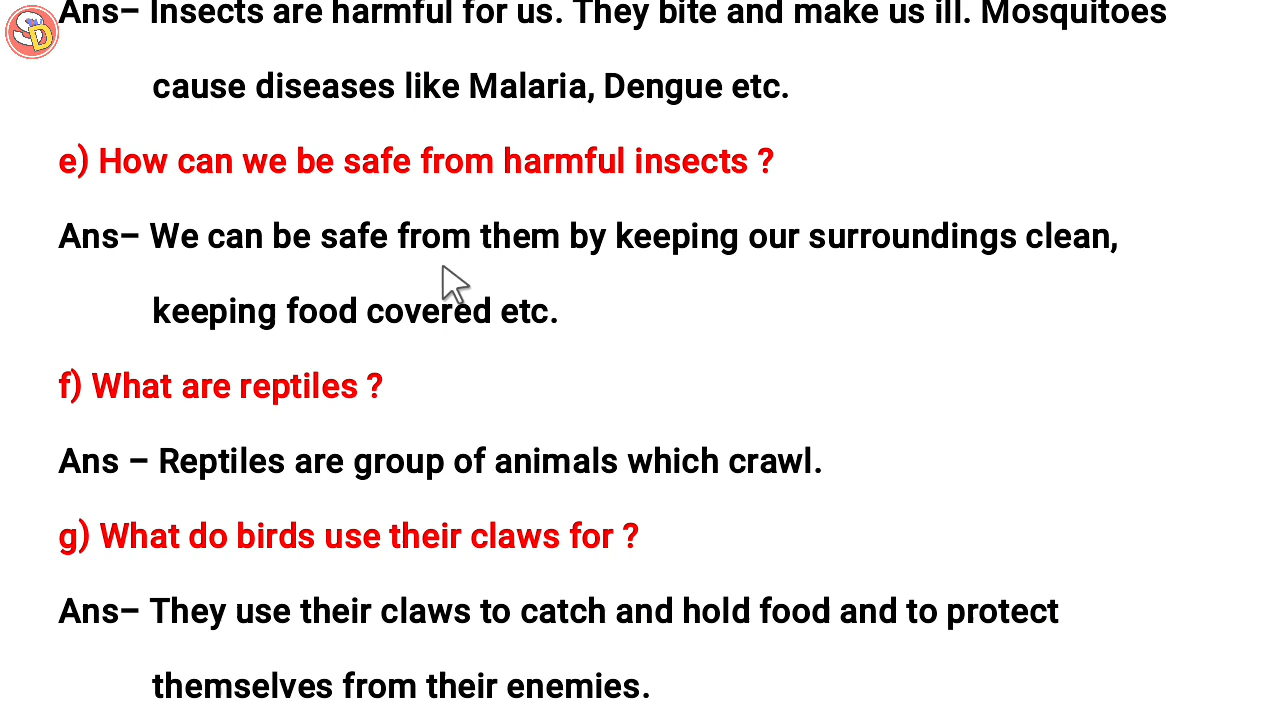 Ans– Insects are harmful for us. They bite and make us ill. Mosquitoes
cause diseases like Malaria, Dengue etc.
e) How can we be safe from harmful insects ?
Ans– We can be safe from them by keeping our surroundings clean,
keeping food covered etc.
f) What are reptiles ?
Ans – Reptiles are group of animals which crawl.
g) What do birds use their claws for ?
Ans– They use their claws to catch and hold food and to protect
themselves from their enemies.